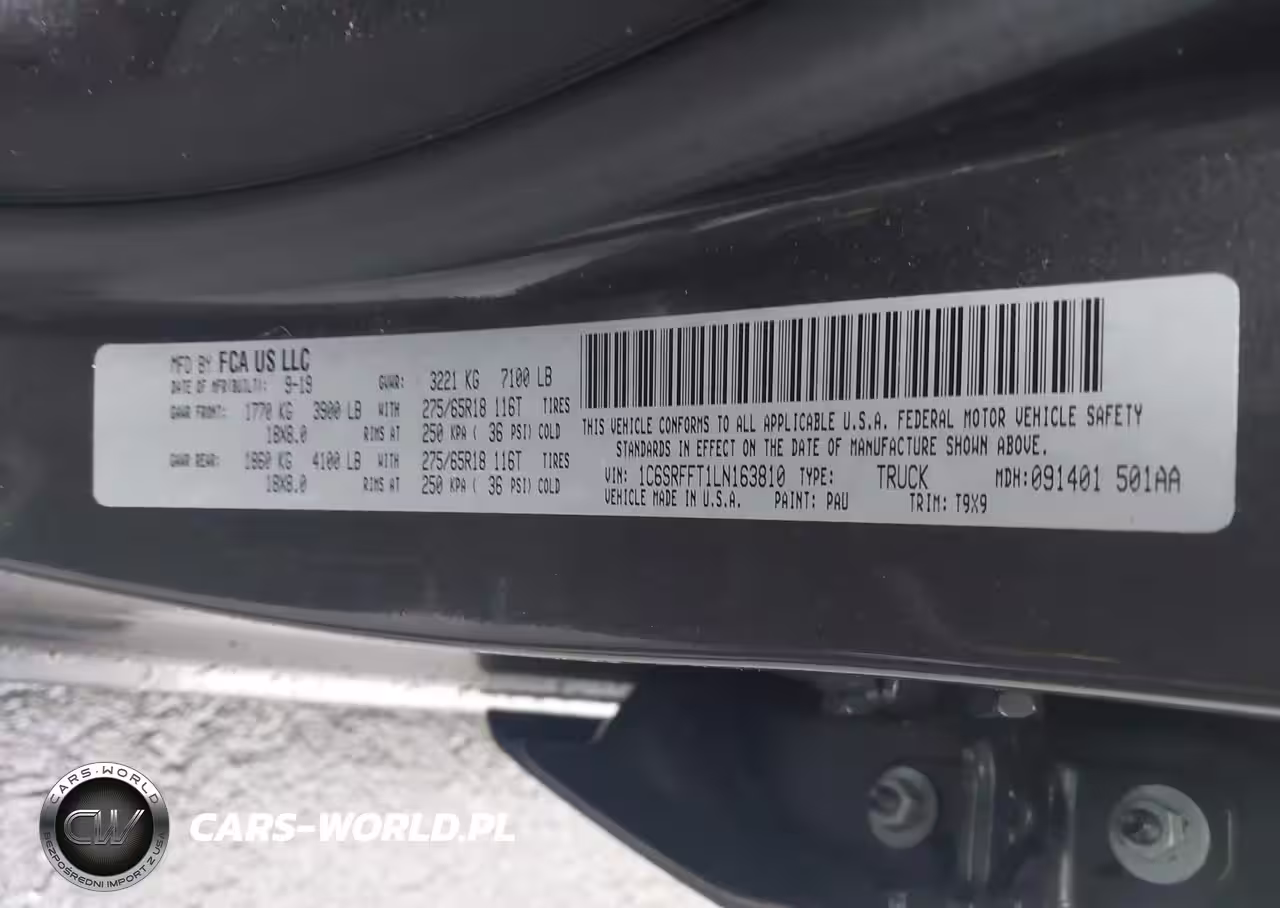 MFD BY FCA US LLC
DATE OF MFR(BUILT): 9-19 GVWR: 3221 KG 7100 LB
GAWR FRONT: 1770 KG 3900 LB WITH 275/65R18 116T TIRES
18X8.0 RIMS AT 250 KPA ( 36 PSI) COLD
GAWR REAR: 1860 KG 4100 LB WITH 275/65R18 116T TIRES
18X8.0 RIMS AT 250 KPA ( 36 PSI) COLD
THIS VEHICLE CONFORMS TO ALL APPLICABLE U.S.A. FEDERAL MOTOR VEHICLE SAFETY
STANDARDS IN EFFECT ON THE DATE OF MANUFACTURE SHOWN ABOVE.
VIN: 1C6SRFFT1LN163810 TYPE: TRUCK MDH:091401 501AA
VEHICLE MADE IN U.S.A. PAINT: PAU TRIM: T9X9
CARS-WORLD
CW
BEZPOŚREDNI IMPORT Z USA
CARS-WORLD.PL